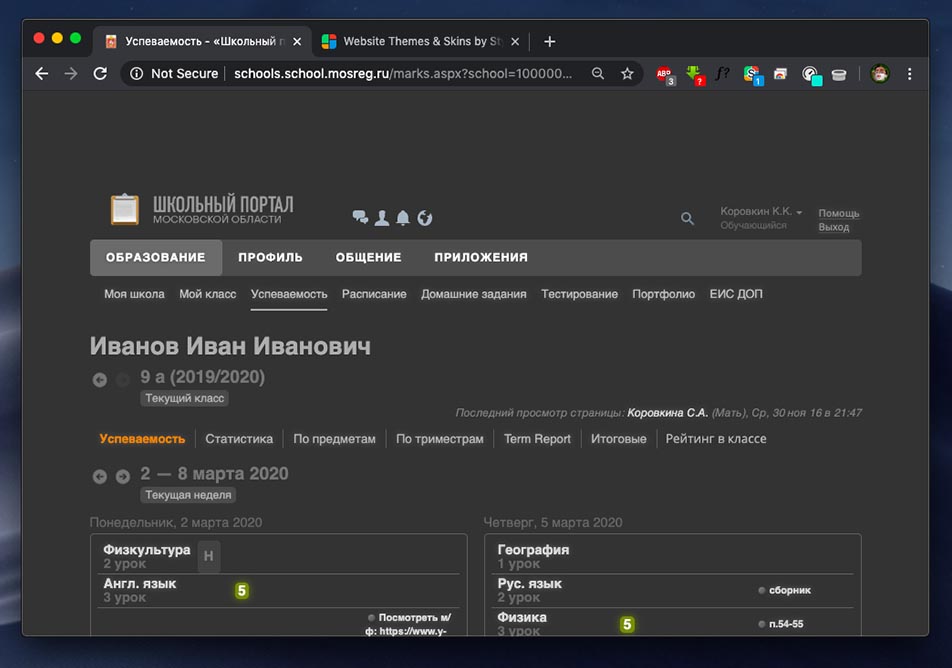 Успеваемость - «Школьный п
Website Themes & Skins by St
Not Secure
schools.school.mosreg.ru/marks.aspx?school=100000...
ABP 3 ? f? S 1
ШКОЛЬНЫЙ ПОРТАЛ
МОСКОВСКОЙ ОБЛАСТИ
Коровкин К.К.
Обучающийся
Помощь
Выход
ОБРАЗОВАНИЕ ПРОФИЛЬ ОБЩЕНИЕ ПРИЛОЖЕНИЯ
Моя школа Мой класс Успеваемость Расписание Домашние задания Тестирование Портфолио ЕИС ДОП
Иванов Иван Иванович
9 а (2019/2020)
Текущий класс
Последний просмотр страницы: Коровкина С.А. (Мать), Ср, 30 ноя 16 в 21:47
Успеваемость Статистика По предметам По триместрам Term Report Итоговые Рейтинг в классе
2 — 8 марта 2020
Текущая неделя
Понедельник, 2 марта 2020
Физкультура Н
2 урок
Англ. язык 5
3 урок
Посмотреть м/
ф: https://www.y-
Четверг, 5 марта 2020
География
1 урок
Рус. язык
2 урок
сборник
Физика 5
3 урок
п.54-55